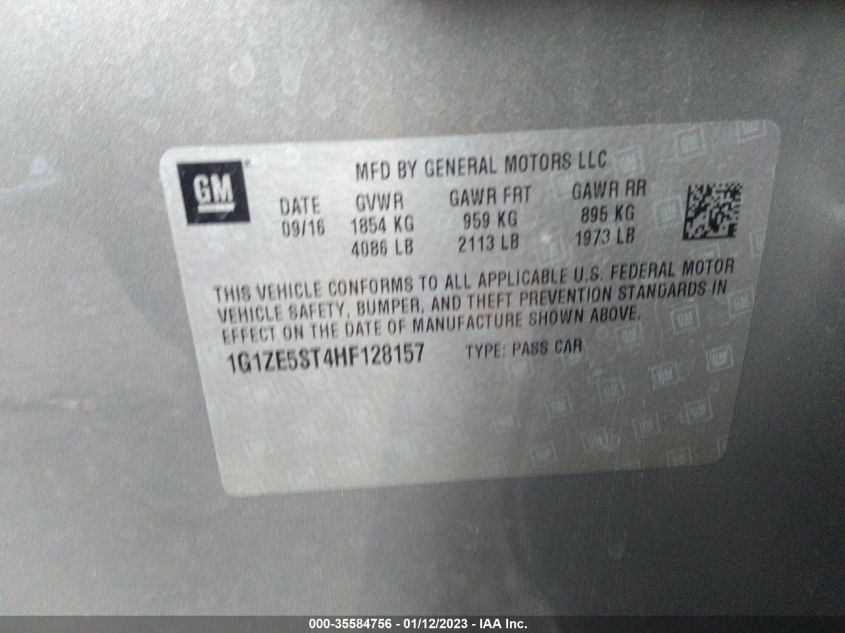 GM
MFD BY GENERAL MOTORS LLC
DATE GVWR GAWR FRT GAWR RR
09/16 1854 KG 959 KG 895 KG
4086 LB 2113 LB 1973 LB
THIS VEHICLE CONFORMS TO ALL APPLICABLE U.S. FEDERAL MOTOR
VEHICLE SAFETY, BUMPER, AND THEFT PREVENTION STANDARDS IN
EFFECT ON THE DATE OF MANUFACTURE SHOWN ABOVE.
1G1ZE5ST4HF128157 TYPE: PASS CAR
000-35584756 - 01/12/2023 - IAA Inc.